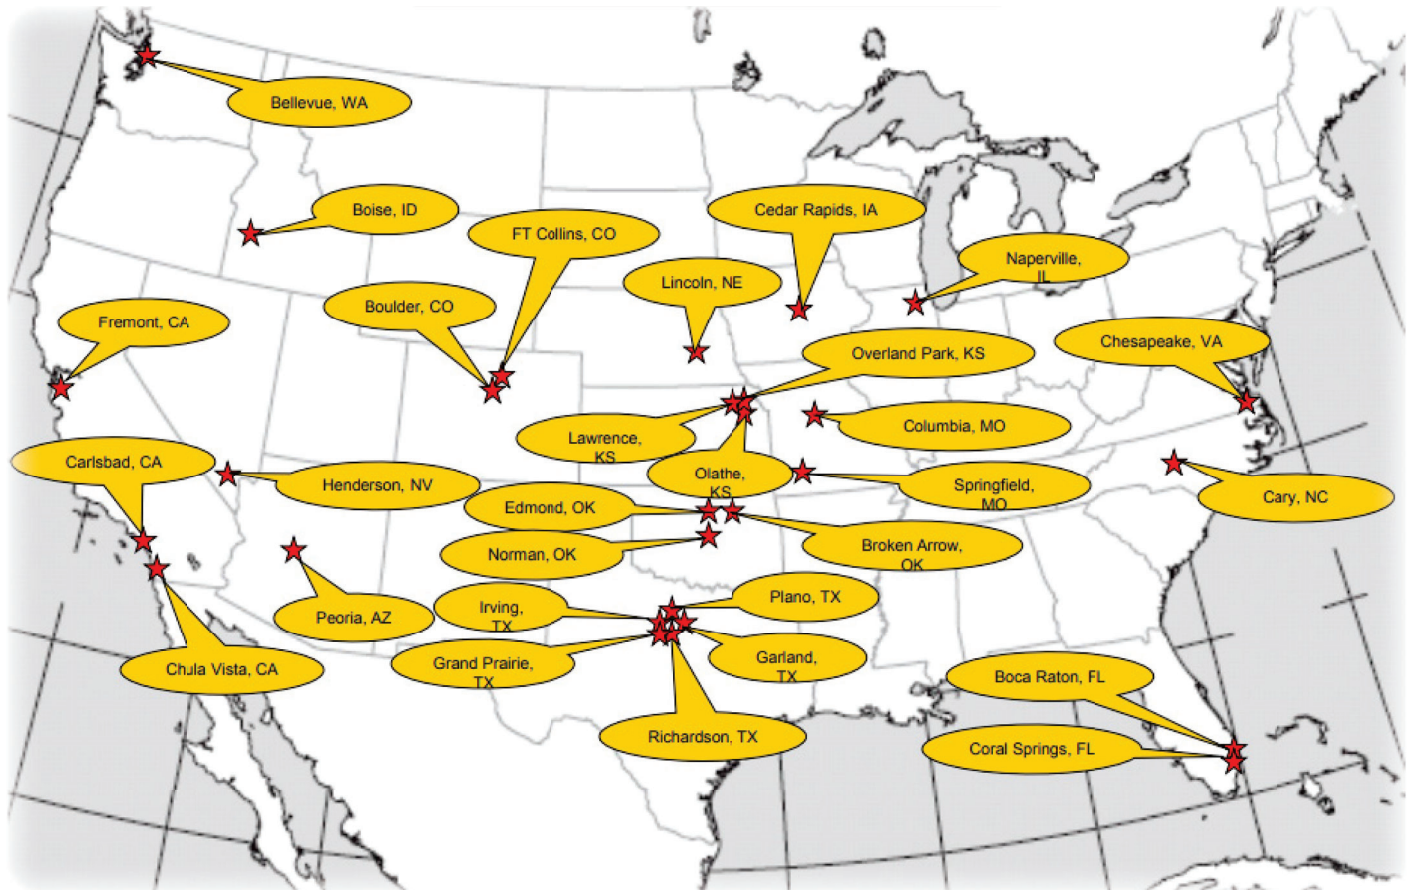 Bellevue, WA
Boise, ID
FT Collins, CO
Cedar Rapids, IA
Naperville,
IL
Lincoln, NE
Boulder, CO
Fremont, CA
Overland Park, KS
Chesapeake, VA
Lawrence,
KS
Columbia, MO
Carlsbad, CA
Henderson, NV
Olathe,
KS
Springfield,
MO
Cary, NC
Edmond, OK
Norman, OK
Broken Arrow,
OK
Peoria, AZ
Irving,
TX
Plano, TX
Chula Vista, CA
Grand Prairie,
TX
Garland,
TX
Boca Raton, FL
Richardson, TX
Coral Springs, FL